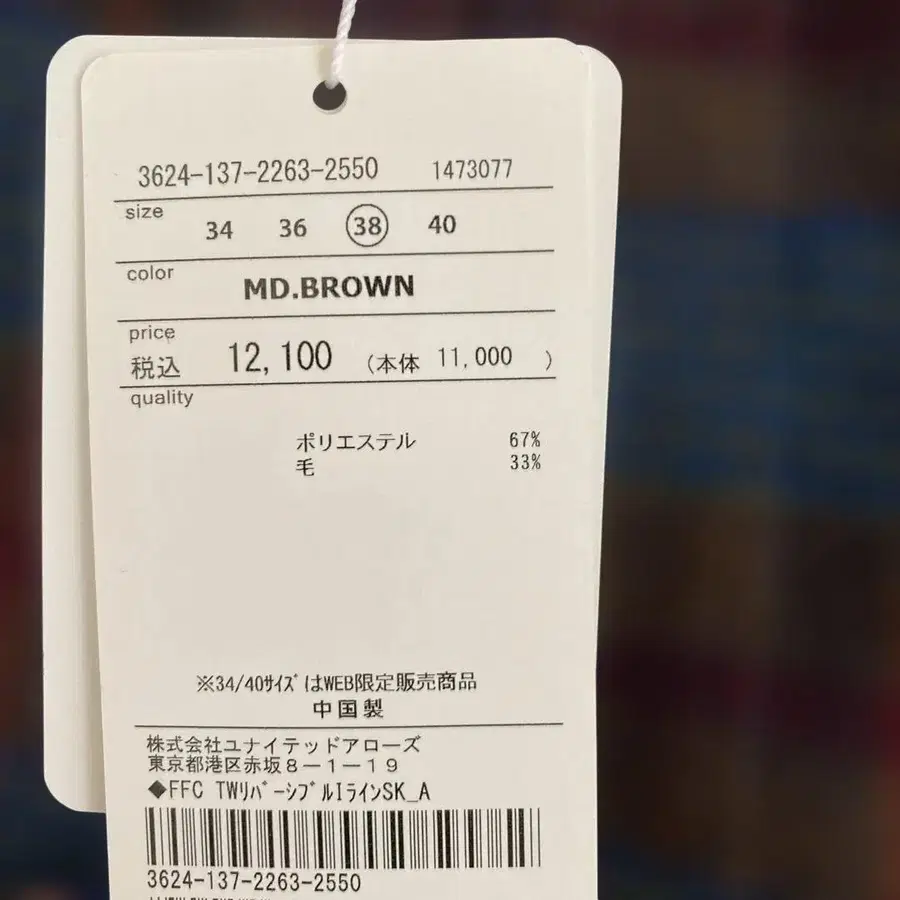 3624-137-2263-2550 1473077
size 34 36 38 40
color MD.BROWN
price
税込 12,100 (本体 11,000 )
quality
ポリエステル 67%
毛 33%
※34/40ｻｲｽﾞはWEB限定販売商品
中国製
株式会社ユナイテッドアローズ
東京都港区赤坂8－1－19
◆FFC TWﾘﾊﾞｰｼﾌﾞﾙIﾗｲﾝSK_A
3624-137-2263-2550